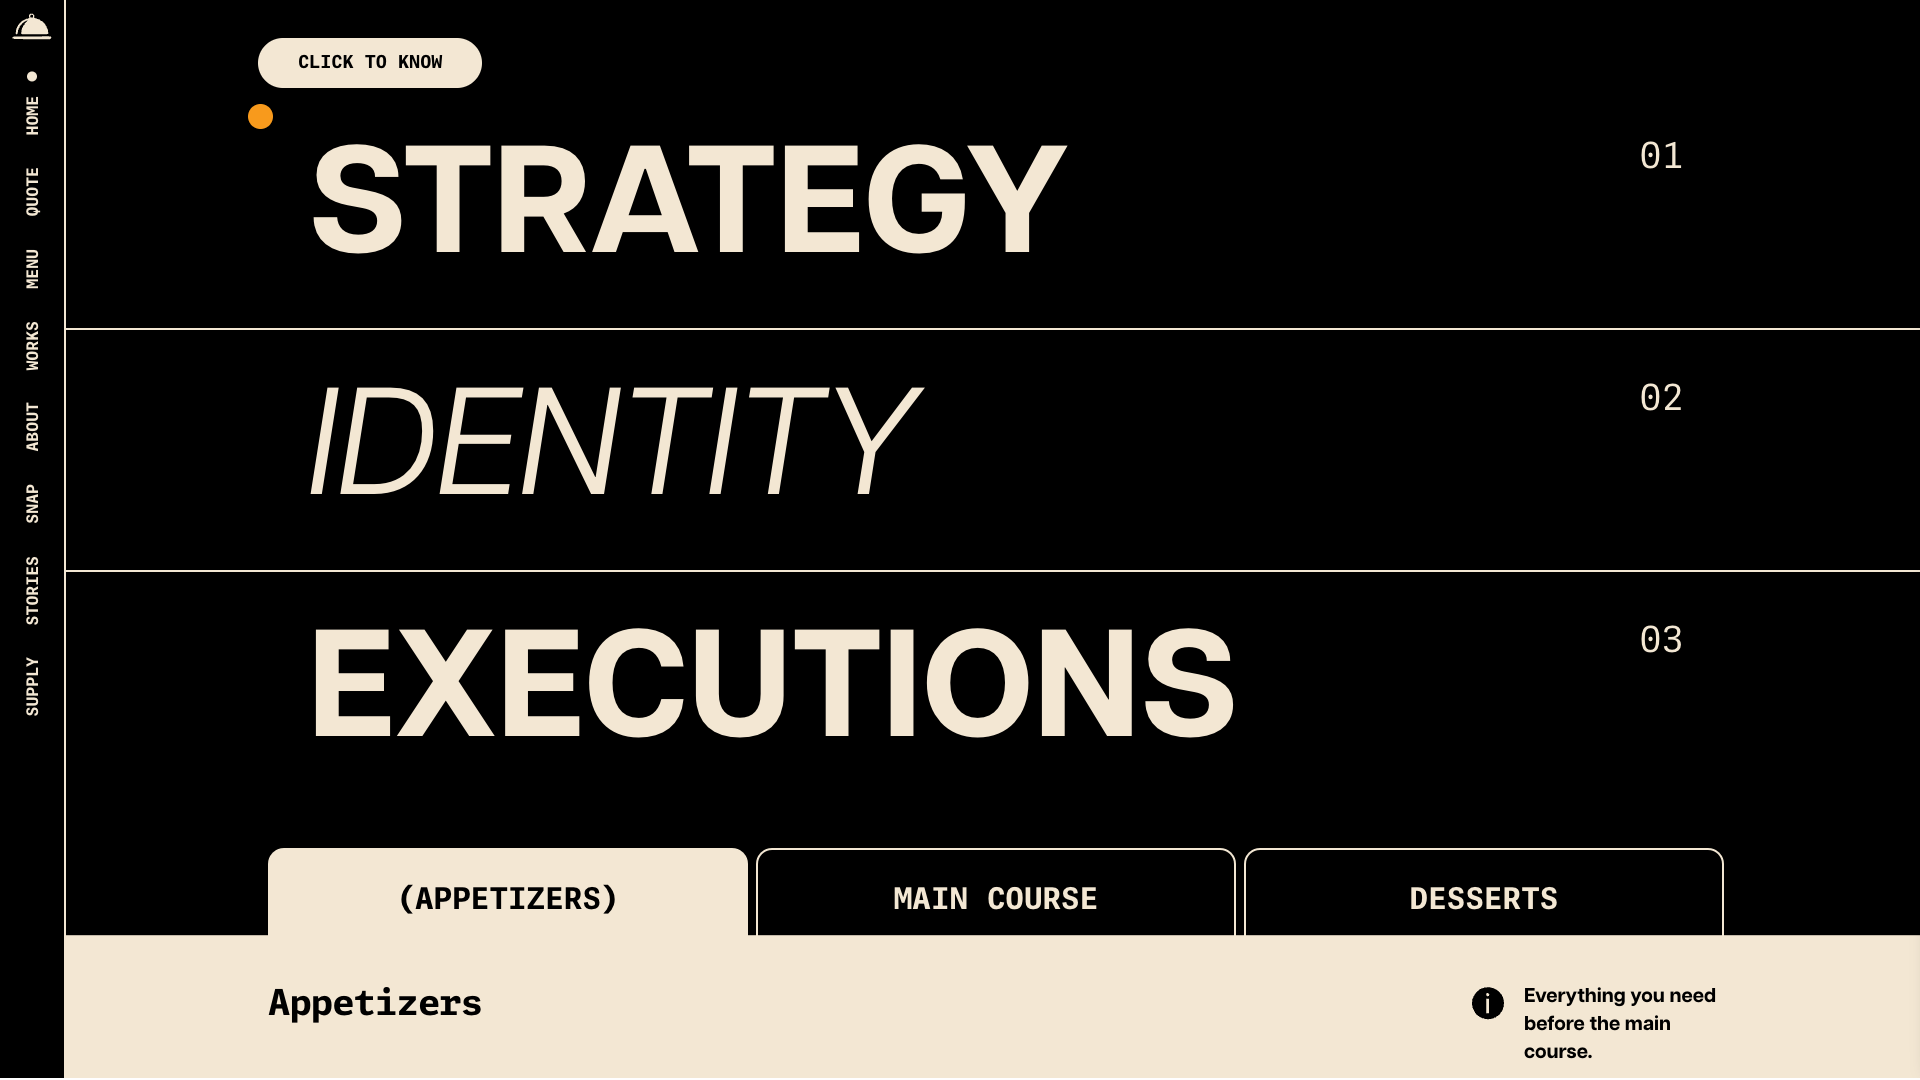 HOME
QUOTE
MENU
WORKS
ABOUT
SNAP
STORIES
SUPPLY
CLICK TO KNOW
STRATEGY
01
IDENTITY
02
EXECUTIONS
03
(APPETIZERS)
MAIN COURSE
DESSERTS
Appetizers
Everything you need
before the main
course.